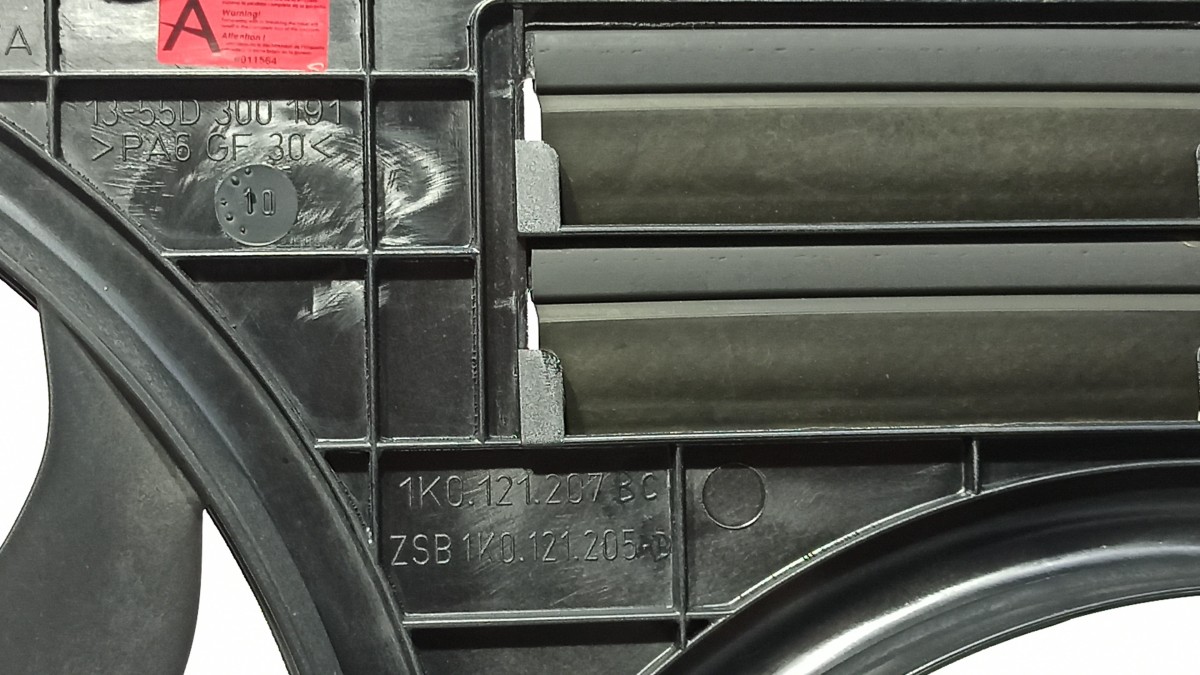 A
A
Warning!
Attention!
13-55D 300 191
>PA6 GF 30<
10
1K0.121.207 BC
ZSB 1K0.121.205